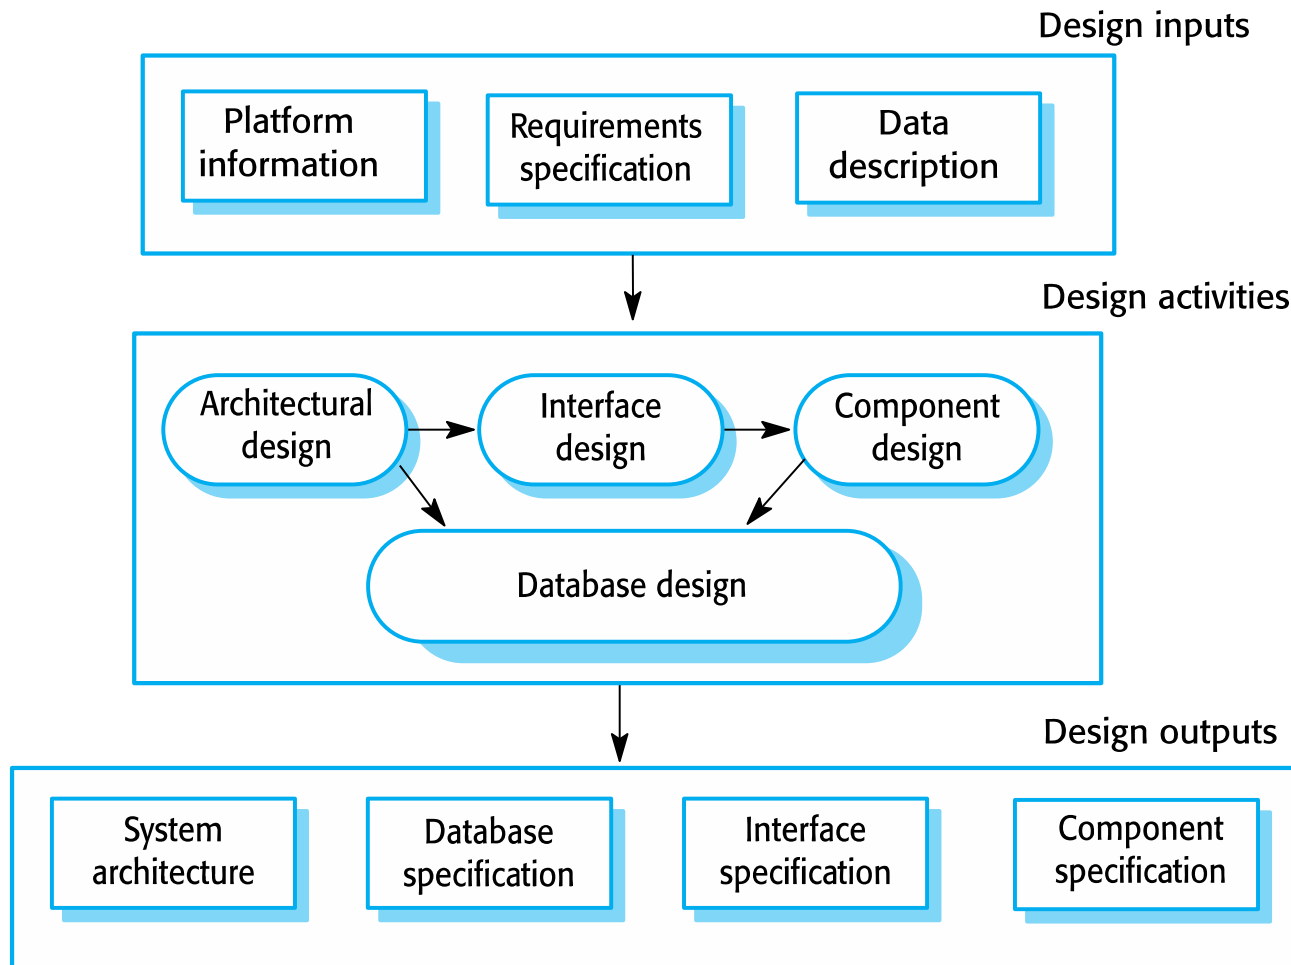 Design inputs
Platform
information
Requirements
specification
Data
description
Design activities
Architectural
design
Interface
design
Component
design
Database design
Design outputs
System
architecture
Database
specification
Interface
specification
Component
specification